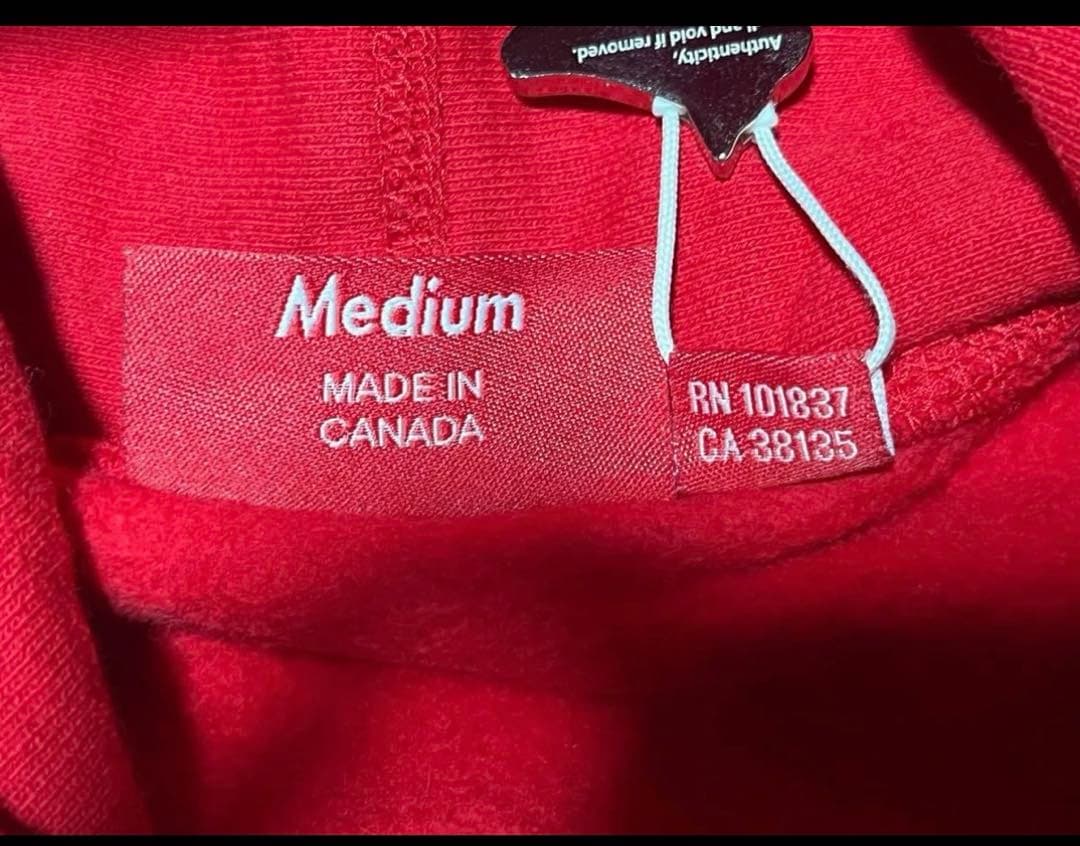 Authenticity,
and void if removed.
Medium
MADE IN
CANADA
RN 101837
CA 38135